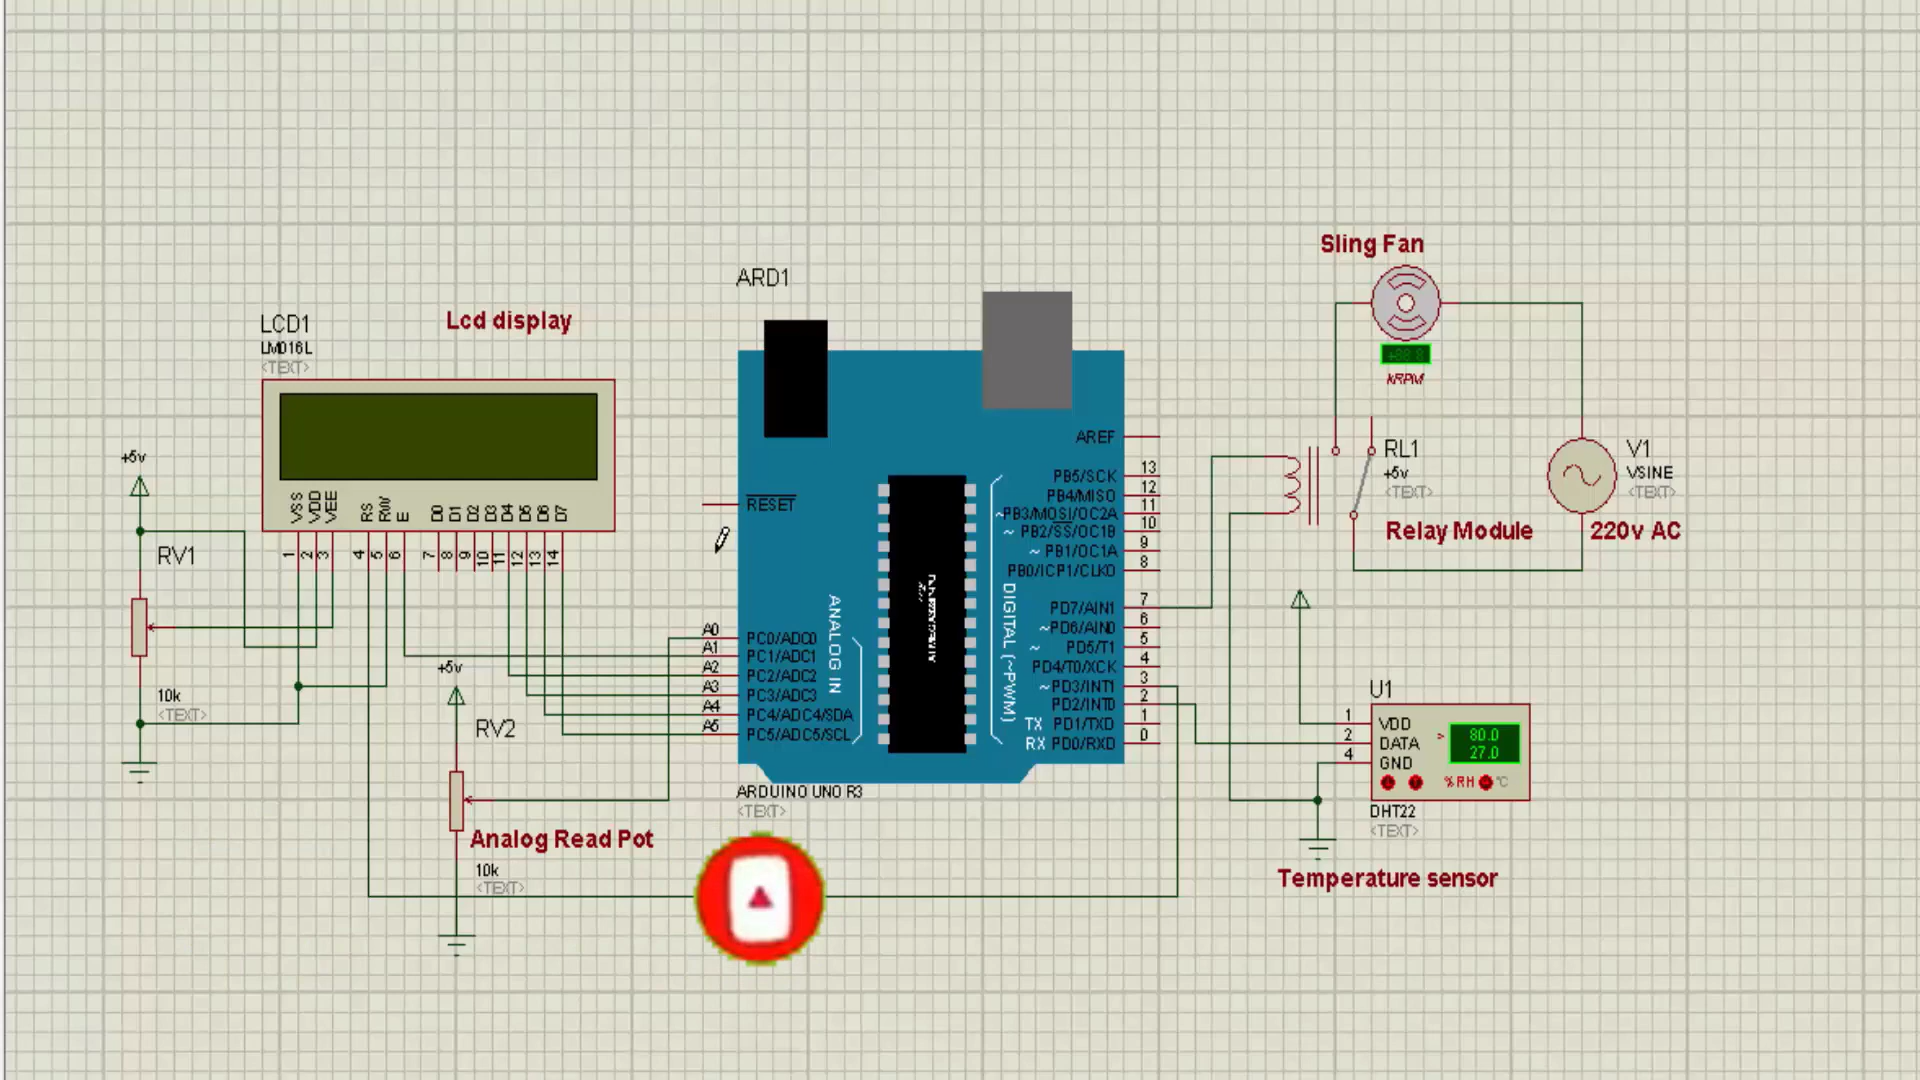 Sling Fan
ARD1
Lcd display
LCD1
LM016L
<TEXT>
kRPM
VSS
VDD
VEE
RS
RW
E
D0
D1
D2
D3
D4
D5
D6
D7
1
2
3
4
5
6
7
8
9
10
11
12
13
14
+5v
RV1
10k
<TEXT>
+5v
RV2
Analog Read Pot
10k
<TEXT>
RESET
AREF
PB5/SCK 13
PB4/MISO 12
~PB3/MOSI/OC2A 11
~ PB2/SS/OC1B 10
~ PB1/OC1A 9
PB0/ICP1/CLKO 8
PD7/AIN1 7
~PD6/AIN0 6
~ PD5/T1 5
PD4/T0/XCK 4
~PD3/INT1 3
PD2/INT0 2
TX PD1/TXD 1
RX PD0/RXD 0
DIGITAL (~PWM)
ANALOG IN
A0 PC0/ADC0
A1 PC1/ADC1
A2 PC2/ADC2
A3 PC3/ADC3
A4 PC4/ADC4/SDA
A5 PC5/ADC5/SCL
ARDUINO UNO R3
<TEXT>
RL1
+5v
<TEXT>
Relay Module
V1
VSINE
<TEXT>
220v AC
U1
1 VDD
2 DATA
4 GND
> 80.0
27.0
%RH °C
DHT22
<TEXT>
Temperature sensor